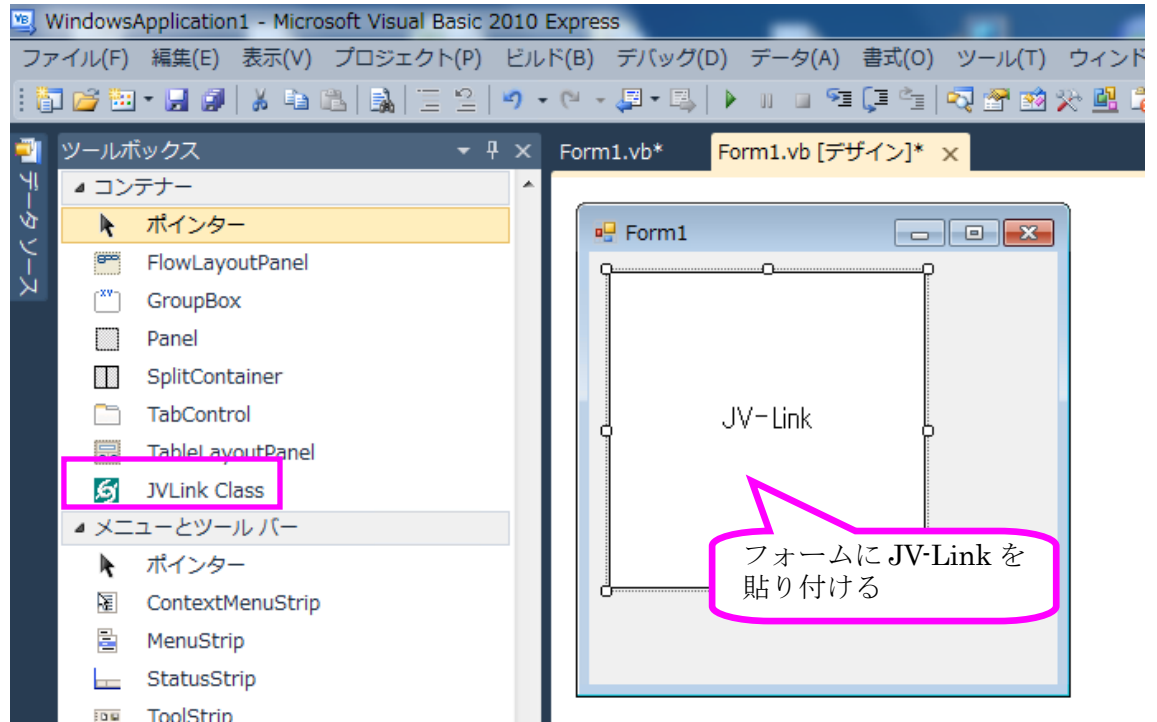 WindowsApplication1 - Microsoft Visual Basic 2010 Express
ファイル(F) 編集(E) 表示(V) プロジェクト(P) ビルド(B) デバッグ(D) データ(A) 書式(O) ツール(T) ウィンド
データ ソース
ツールボックス
Form1.vb*
Form1.vb [デザイン]*
コンテナー
ポインター
FlowLayoutPanel
GroupBox
Panel
SplitContainer
TabControl
TableLayoutPanel
JVLink Class
メニューとツール バー
ポインター
ContextMenuStrip
MenuStrip
StatusStrip
ToolStrip
Form1
JV-Link
フォームに JV-Link を
貼り付ける